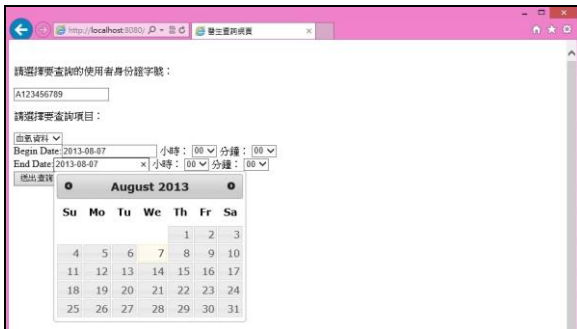 http://localhost:8080/
醫生查詢網頁
請選擇要查詢的使用者身份證字號：
A123456789
請選擇要查詢項目：
血氧資料
Begin Date: 2013-08-07 小時： 00 分鐘： 00
End Date: 2013-08-07 × 小時： 00 分鐘： 00
送出查詢
August 2013
Su Mo Tu We Th Fr Sa
1 2 3
4 5 6 7 8 9 10
11 12 13 14 15 16 17
18 19 20 21 22 23 24
25 26 27 28 29 30 31